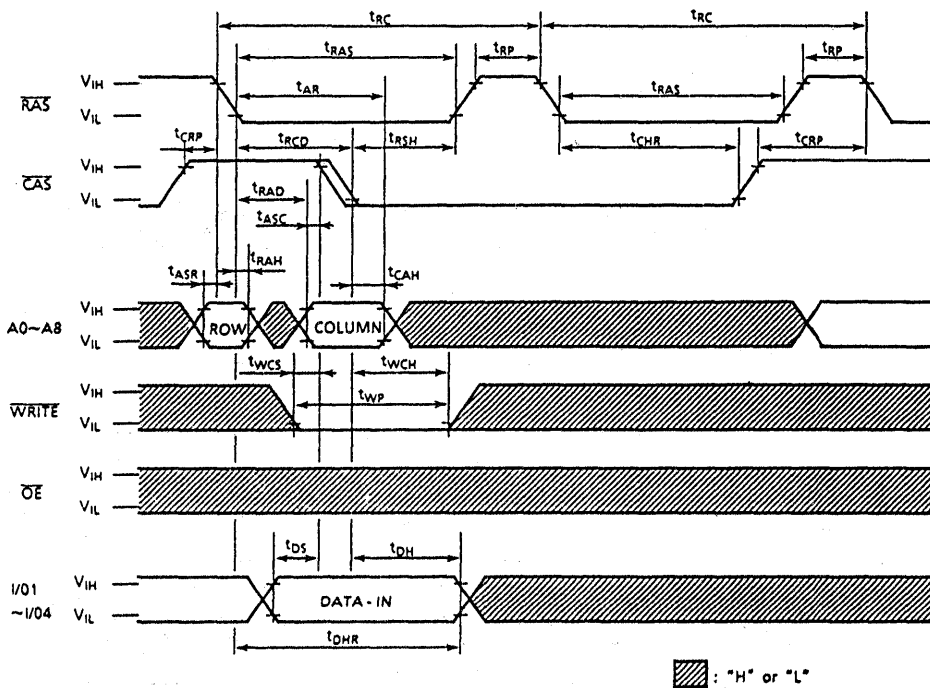 tRC tRC
tRAS tRP tRP
VIH
RAS tAR tRAS
VIL
tCRP tRCD tRSH tCHR tCRP
VIH
CAS
VIL tRAD
tASC
tASR tRAH tCAH
VIH
A0~A8 ROW COLUMN
VIL
tWCS tWCH
VIH tWP
WRITE
VIL
VIH
OE
VIL
tDS tDH
I/01 VIH
DATA-IN
~I/04 VIL
tDHR
: "H" or "L"